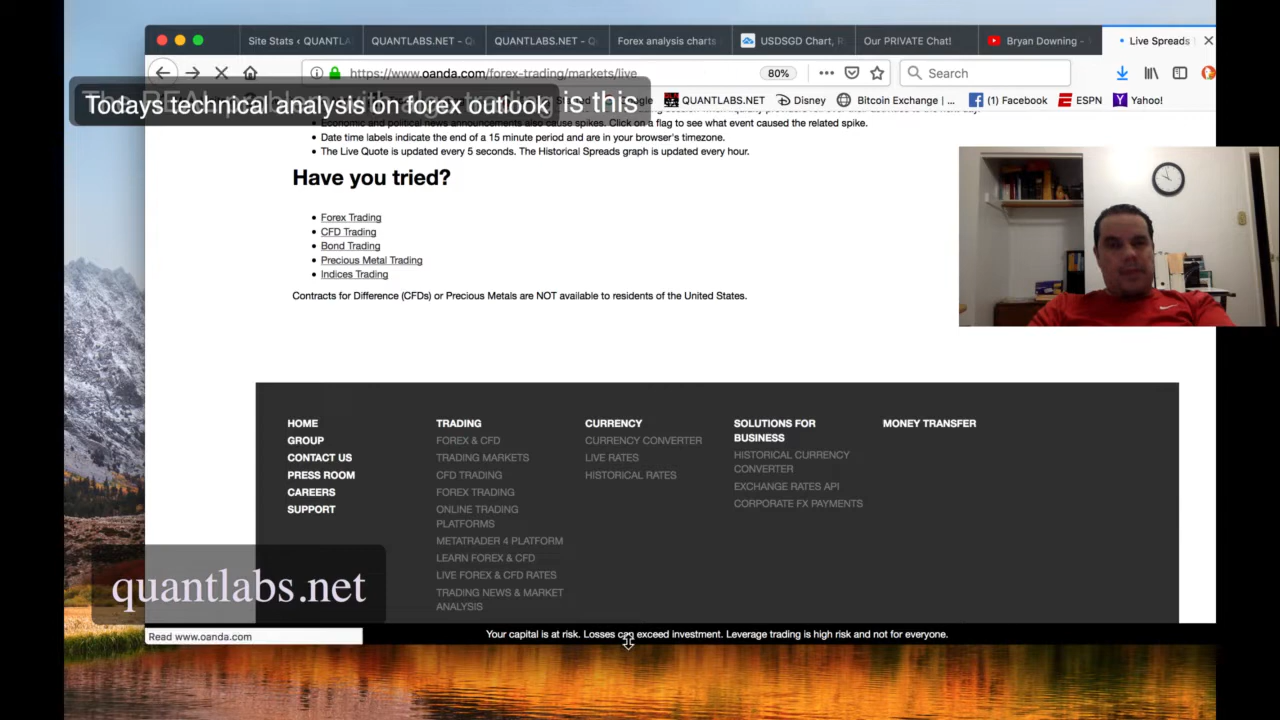 Site Stats ‹ QUANTLA
QUANTLABS.NET - Q
QUANTLABS.NET - Q
Forex analysis charts
USDSGD Chart, R
Our PRIVATE Chat!
Bryan Downing -
Live Spreads
https://www.oanda.com/forex-trading/markets/live
80%
Search
Todays technical analysis on forex outlook
is this
QUANTLABS.NET
Disney
Bitcoin Exchange | ...
(1) Facebook
ESPN
Yahoo!
Economic and political news announcements also cause spikes. Click on a flag to see what event caused the related spike.
• Date time labels indicate the end of a 15 minute period and are in your browser's timezone.
• The Live Quote is updated every 5 seconds. The Historical Spreads graph is updated every hour.
Have you tried?
• Forex Trading
• CFD Trading
• Bond Trading
• Precious Metal Trading
• Indices Trading
Contracts for Difference (CFDs) or Precious Metals are NOT available to residents of the United States.
HOME
GROUP
CONTACT US
PRESS ROOM
CAREERS
SUPPORT
TRADING
FOREX & CFD
TRADING MARKETS
CFD TRADING
FOREX TRADING
ONLINE TRADING
PLATFORMS
METATRADER 4 PLATFORM
LEARN FOREX & CFD
LIVE FOREX & CFD RATES
TRADING NEWS & MARKET
ANALYSIS
CURRENCY
CURRENCY CONVERTER
LIVE RATES
HISTORICAL RATES
SOLUTIONS FOR
BUSINESS
HISTORICAL CURRENCY
CONVERTER
EXCHANGE RATES API
CORPORATE FX PAYMENTS
MONEY TRANSFER
quantlabs.net
Read www.oanda.com
Your capital is at risk. Losses can exceed investment. Leverage trading is high risk and not for everyone.